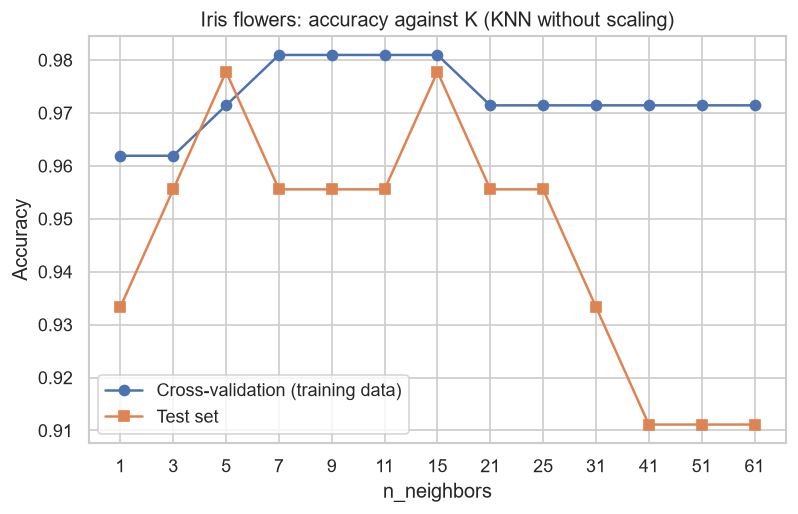 Iris flowers: accuracy against K (KNN without scaling)
Accuracy
0.98
0.97
0.96
0.95
0.94
0.93
0.92
0.91
Cross-validation (training data)
Test set
1 3 5 7 9 11 15 21 25 31 41 51 61
n_neighbors